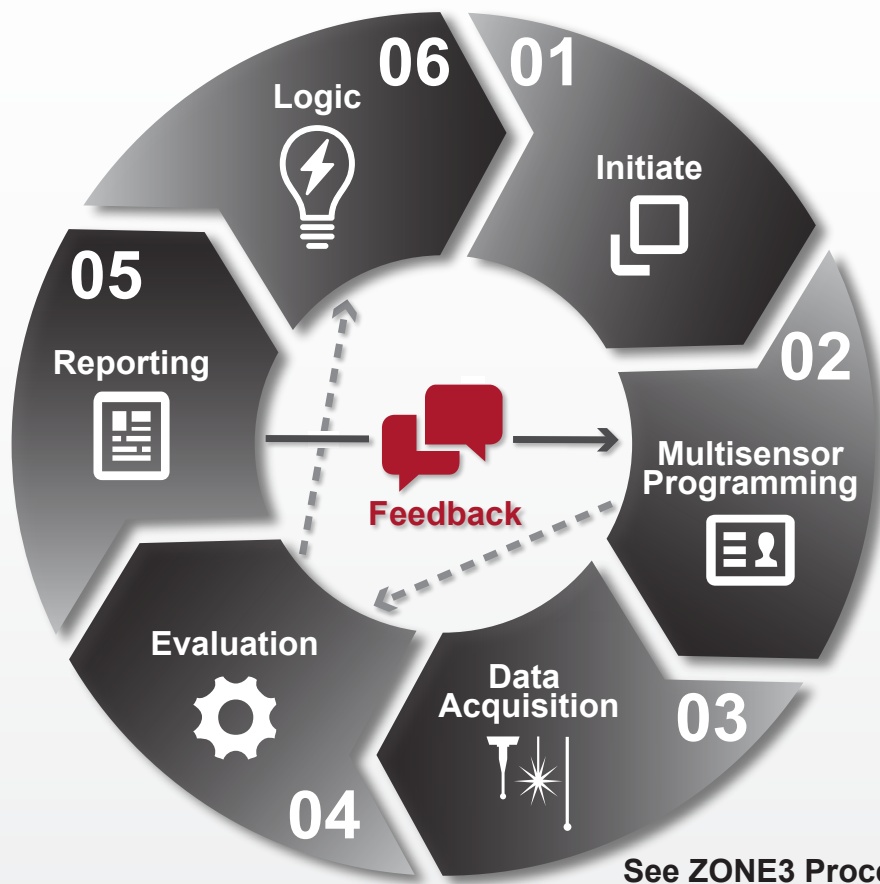 01
Initiate
02
Multisensor
Programming
03
Data
Acquisition
04
Evaluation
05
Reporting
06
Logic
Feedback
See ZONE3